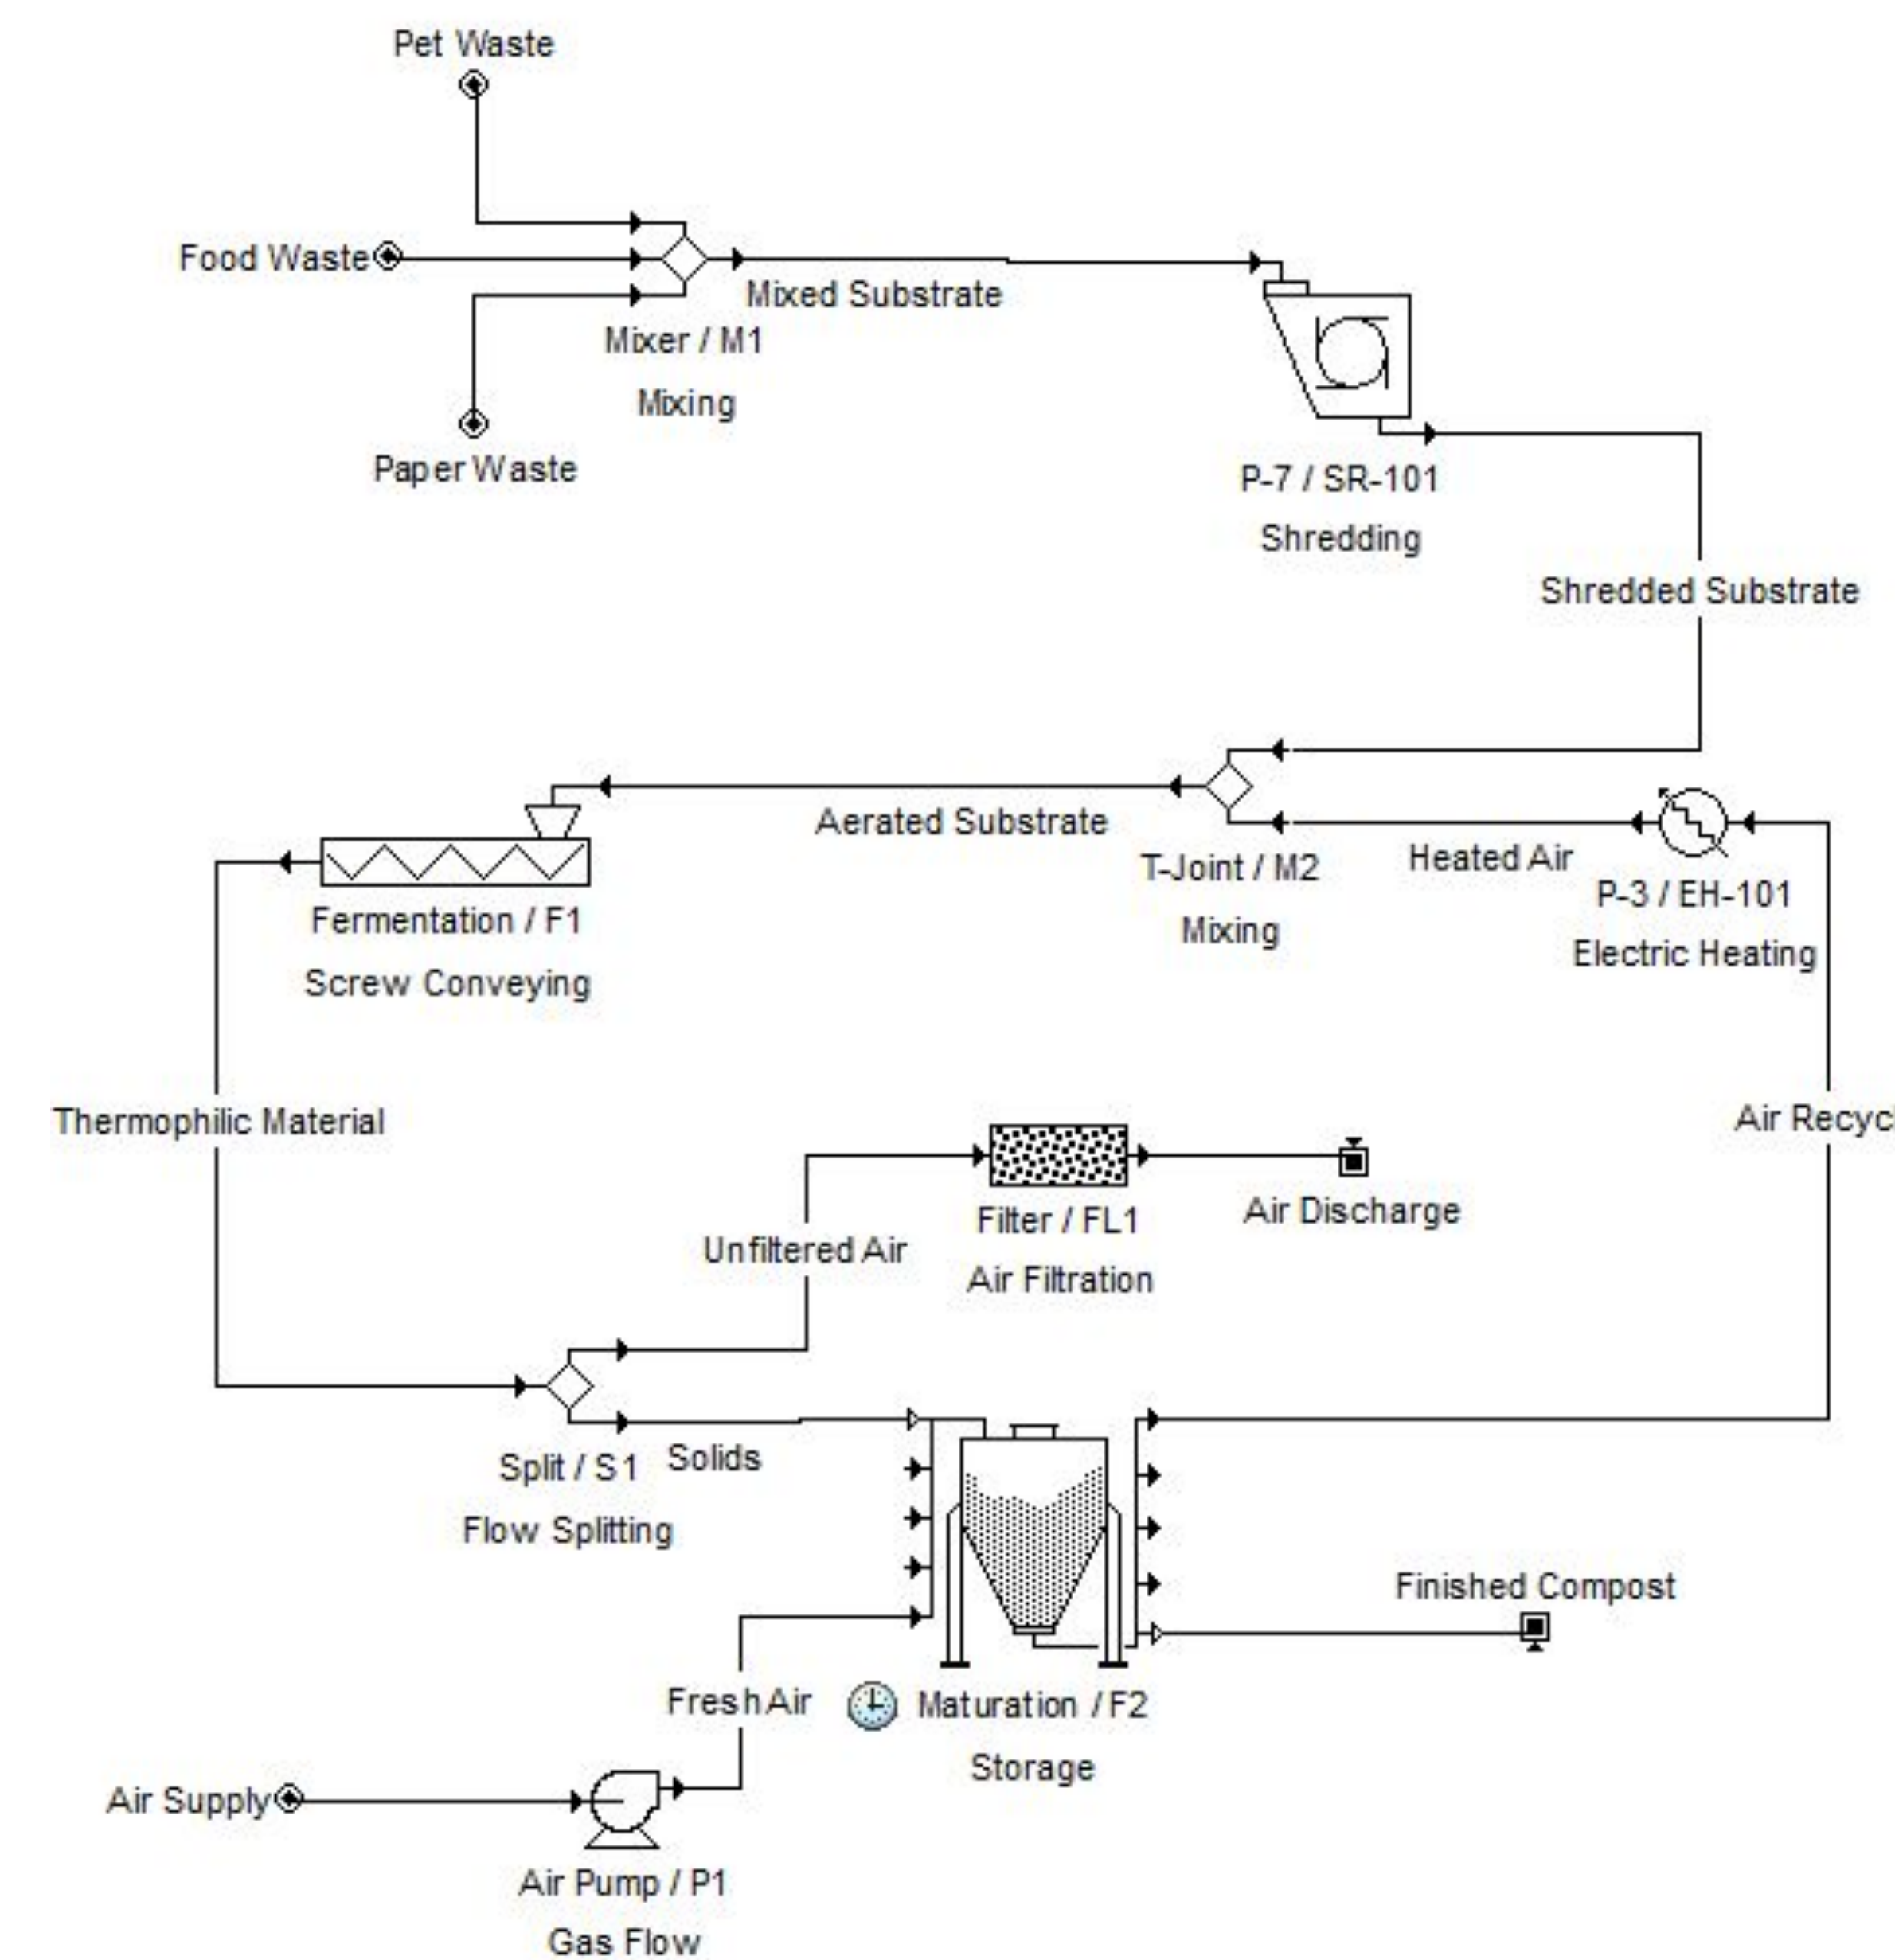 Pet Waste
Food Waste
Mixed Substrate
Mixer / M1
Mixing
Paper Waste
P-7 / SR-101
Shredding
Shredded Substrate
Aerated Substrate
T-Joint / M2
Mixing
Heated Air
P-3 / EH-101
Electric Heating
Fermentation / F1
Screw Conveying
Thermophilic Material
Air Recycl
Unfiltered Air
Filter / FL1
Air Filtration
Air Discharge
Split / S1
Flow Splitting
Solids
Finished Compost
Fresh Air
Maturation / F2
Storage
Air Supply
Air Pump / P1
Gas Flow